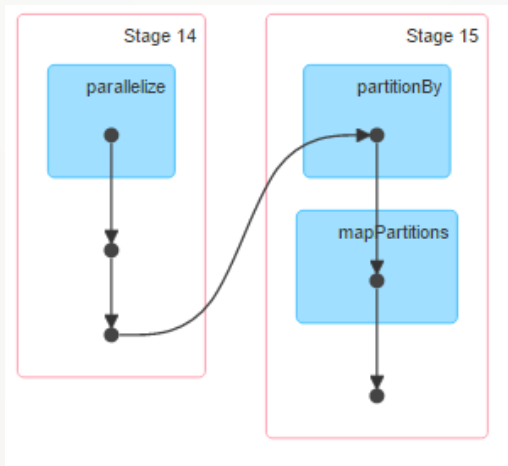 Stage 14
parallelize
Stage 15
partitionBy
mapPartitions